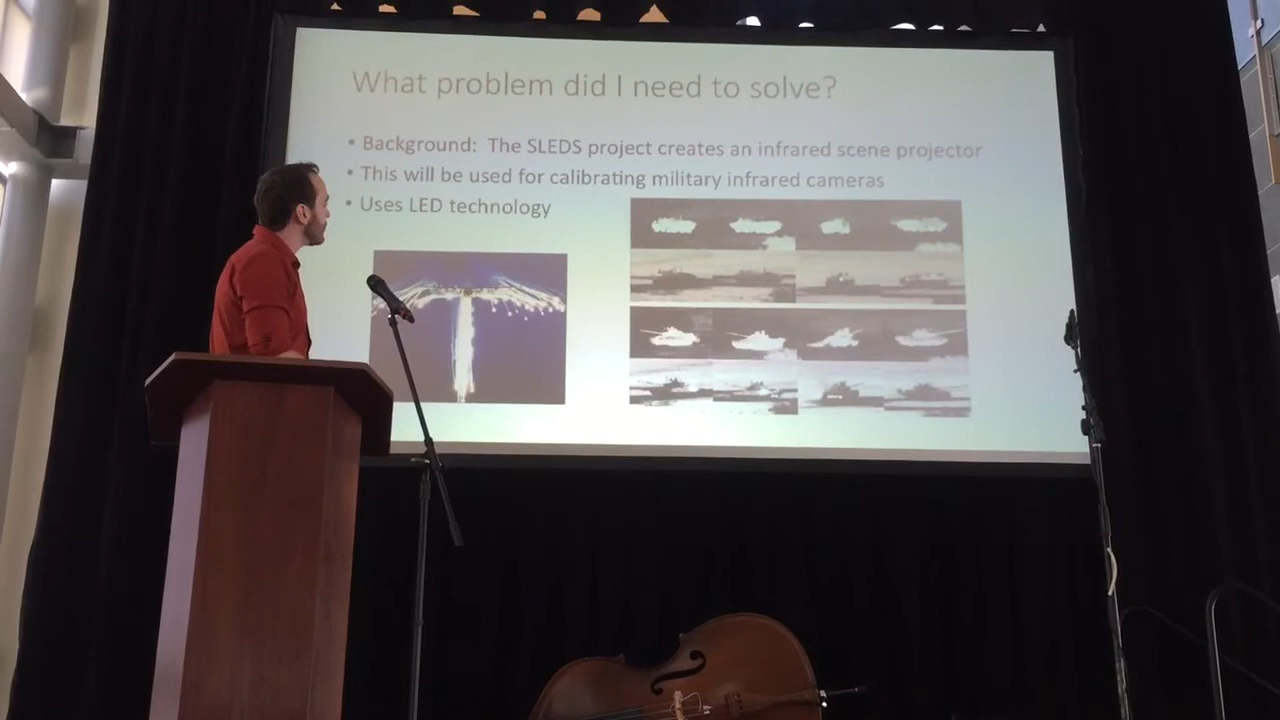 What problem did I need to solve?
• Background: The SLEDS project creates an infrared scene projector
• This will be used for calibrating military infrared cameras
• Uses LED technology